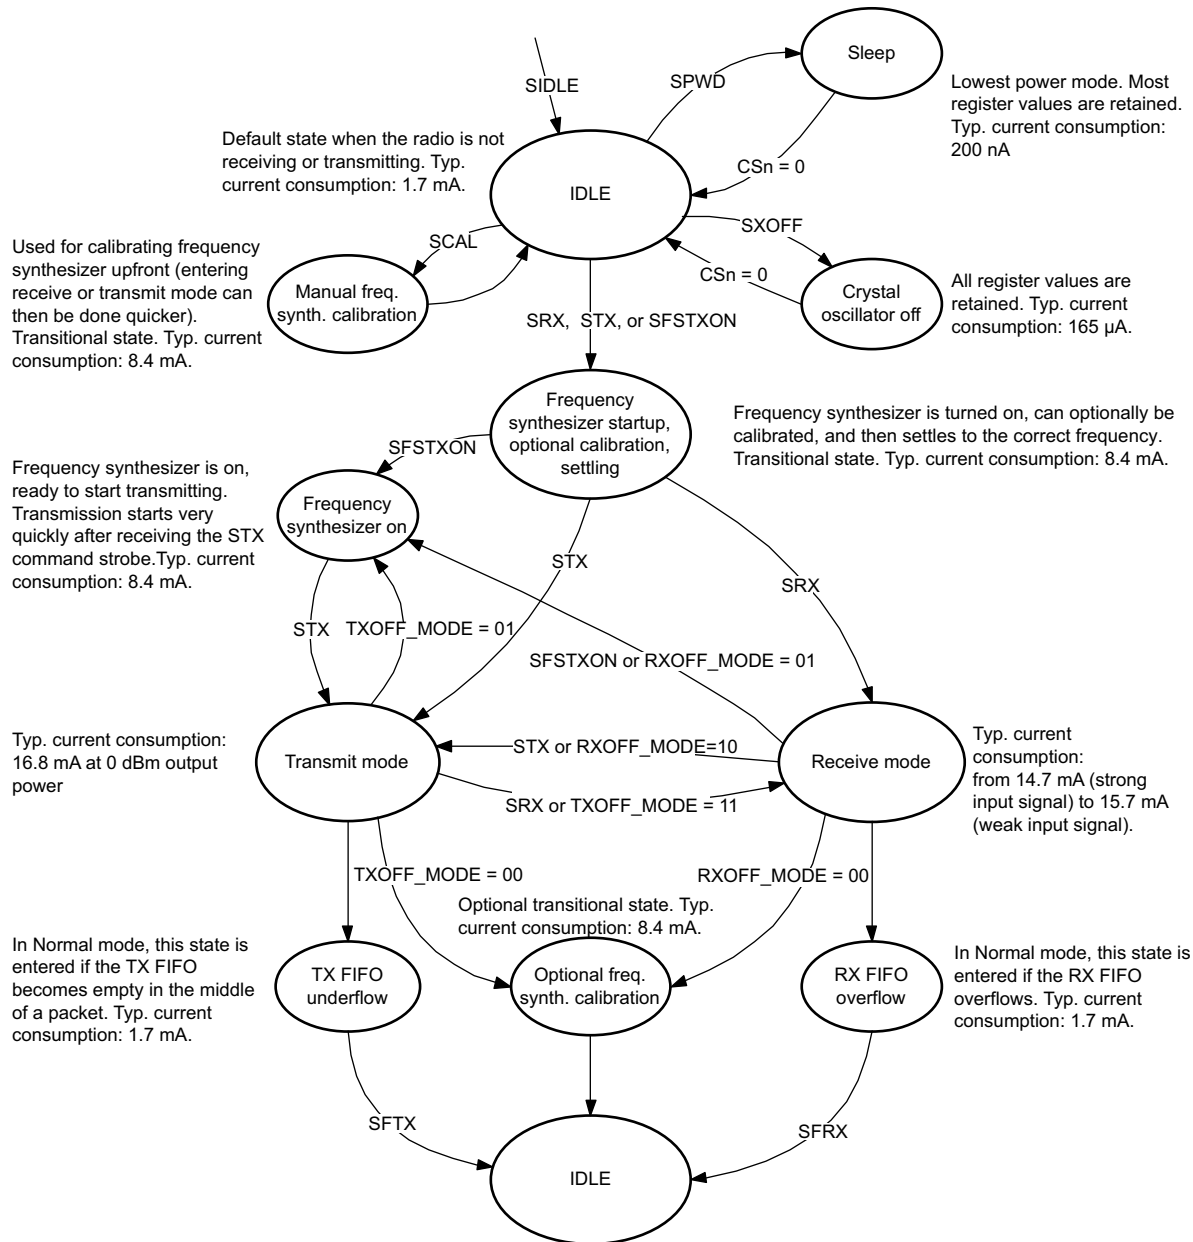 Sleep
SIDLE
SPWD
Lowest power mode. Most
register values are retained.
Typ. current consumption:
200 nA
Default state when the radio is not
receiving or transmitting. Typ.
current consumption: 1.7 mA.
CSn = 0
IDLE
SXOFF
SCAL
Used for calibrating frequency
synthesizer upfront (entering
receive or transmit mode can
then be done quicker).
Transitional state. Typ. current
consumption: 8.4 mA.
CSn = 0
Manual freq.
synth. calibration
Crystal
oscillator off
All register values are
retained. Typ. current
consumption: 165 µA.
SRX, STX, or SFSTXON
Frequency
synthesizer startup,
optional calibration,
settling
Frequency synthesizer is turned on, can optionally be
calibrated, and then settles to the correct frequency.
Transitional state. Typ. current consumption: 8.4 mA.
SFSTXON
Frequency synthesizer is on,
ready to start transmitting.
Transmission starts very
quickly after receiving the STX
command strobe.Typ. current
consumption: 8.4 mA.
Frequency
synthesizer on
STX
SRX
STX
TXOFF_MODE = 01
SFSTXON or RXOFF_MODE = 01
Typ. current consumption:
16.8 mA at 0 dBm output
power
Transmit mode
STX or RXOFF_MODE=10
SRX or TXOFF_MODE = 11
Receive mode
Typ. current
consumption:
from 14.7 mA (strong
input signal) to 15.7 mA
(weak input signal).
TXOFF_MODE = 00
RXOFF_MODE = 00
Optional transitional state. Typ.
current consumption: 8.4 mA.
In Normal mode, this state is
entered if the TX FIFO
becomes empty in the middle
of a packet. Typ. current
consumption: 1.7 mA.
TX FIFO
underflow
Optional freq.
synth. calibration
RX FIFO
overflow
In Normal mode, this state is
entered if the RX FIFO
overflows. Typ. current
consumption: 1.7 mA.
SFTX
SFRX
IDLE